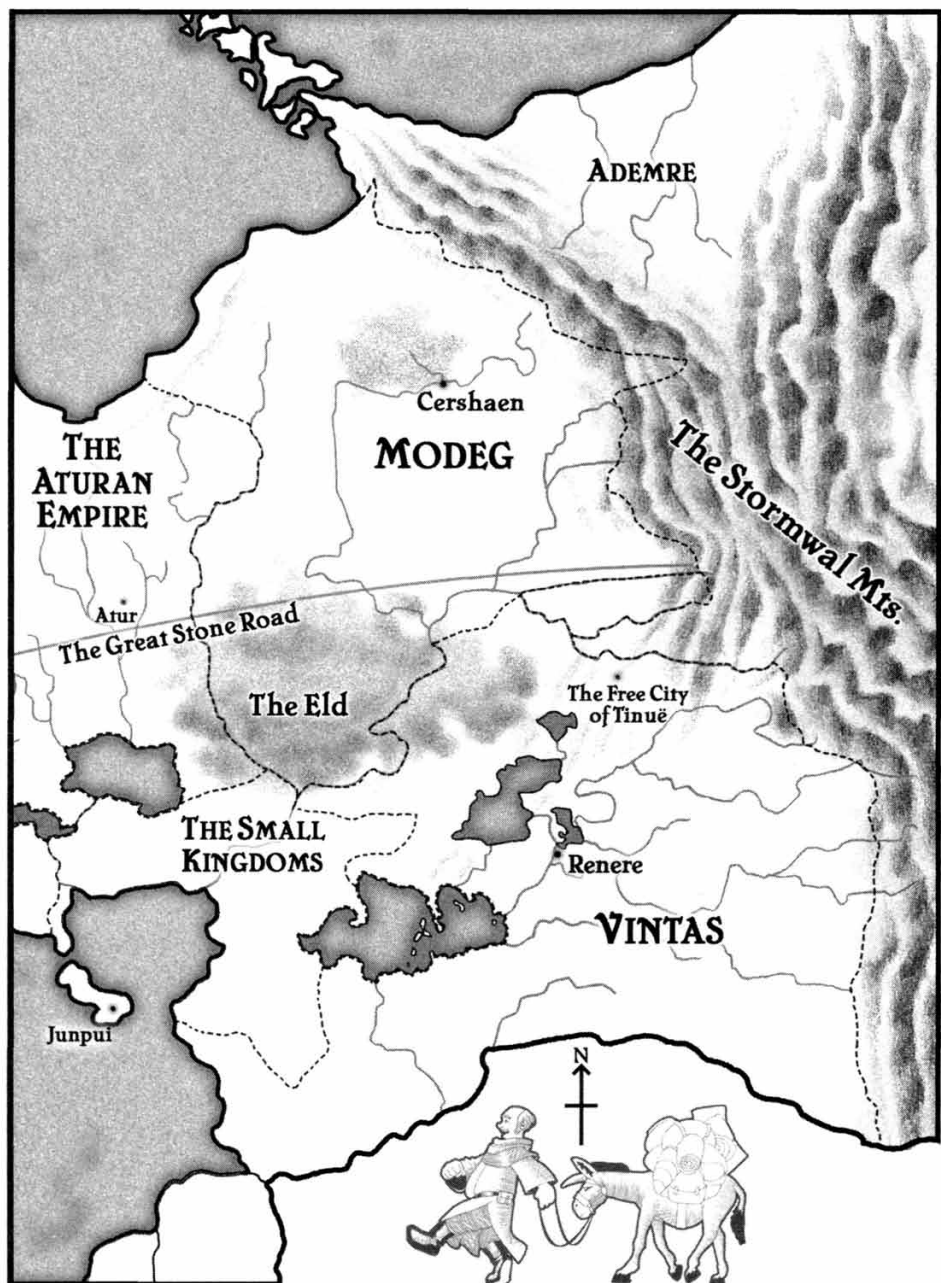 ADEMRE
Cershaen
MODEG
THE
ATURAN
EMPIRE
The Stormwal Mts.
Atur
The Great Stone Road
The Eld
The Free City
of Tinuë
THE SMALL
KINGDOMS
Renere
VINTAS
Junpui
N